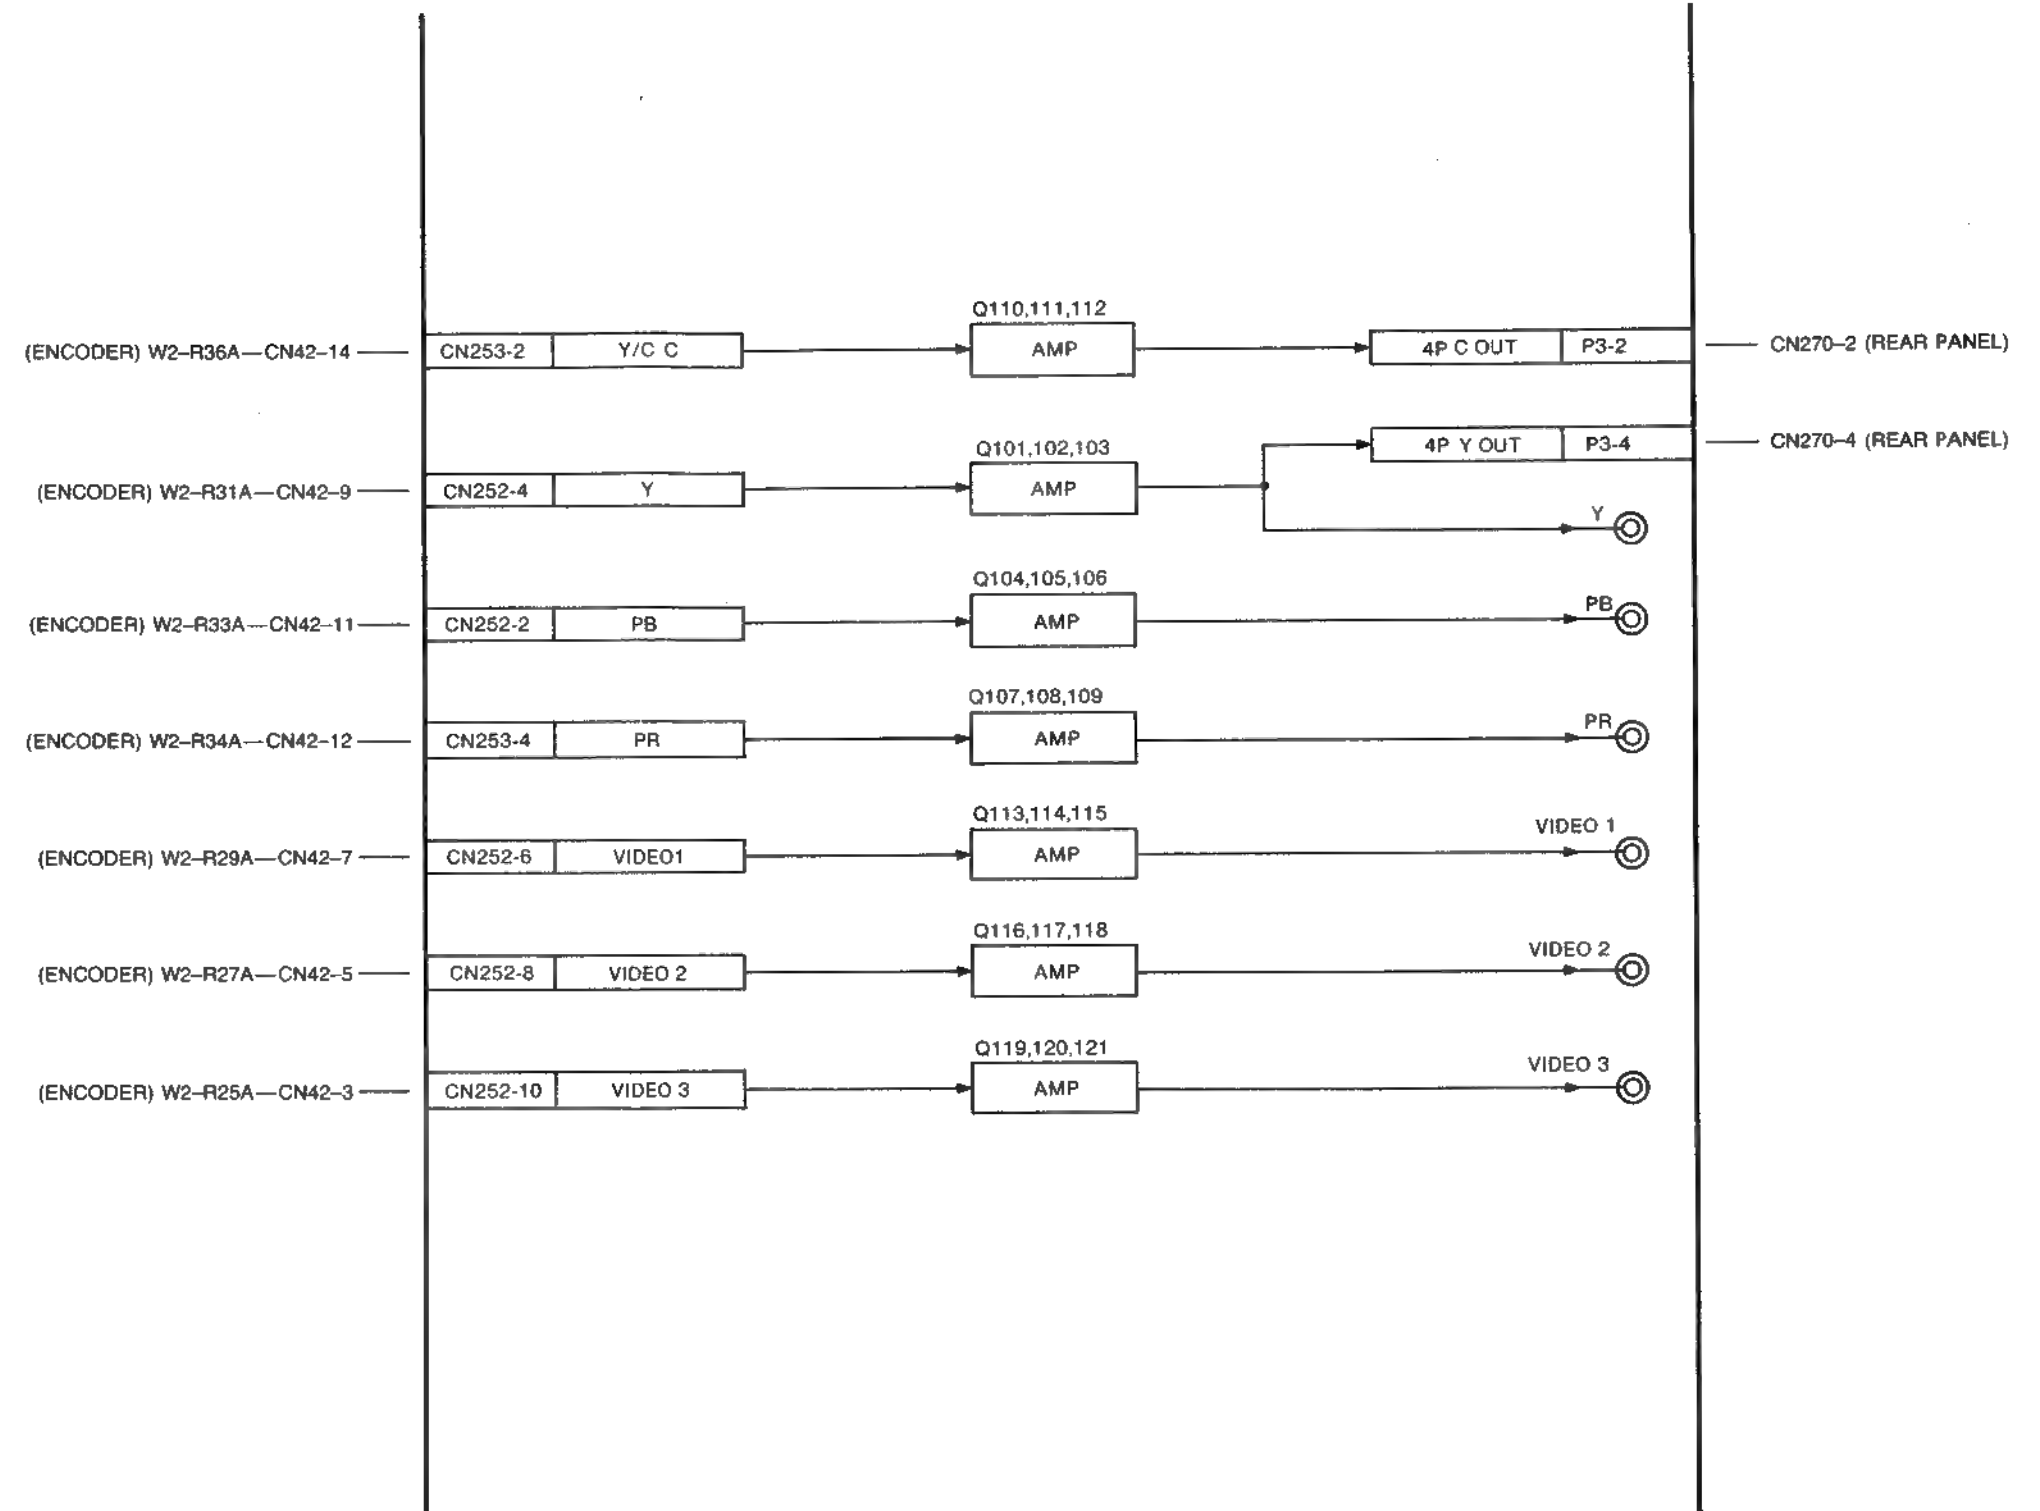 Q110,111,112
(ENCODER) W2–R36A—CN42–14 CN253-2 Y/C C AMP 4P C OUT P3-2 CN270–2 (REAR PANEL)
Q101,102,103
4P Y OUT P3-4 CN270–4 (REAR PANEL)
(ENCODER) W2–R31A—CN42–9 CN252-4 Y AMP
Y
Q104,105,106
PB
(ENCODER) W2–R33A—CN42–11 CN252-2 PB AMP
Q107,108,109
PR
(ENCODER) W2–R34A—CN42–12 CN253-4 PR AMP
Q113,114,115
VIDEO 1
(ENCODER) W2–R29A—CN42–7 CN252-6 VIDEO1 AMP
Q116,117,118
VIDEO 2
(ENCODER) W2–R27A—CN42–5 CN252-8 VIDEO 2 AMP
Q119,120,121
VIDEO 3
(ENCODER) W2–R25A—CN42–3 CN252-10 VIDEO 3 AMP